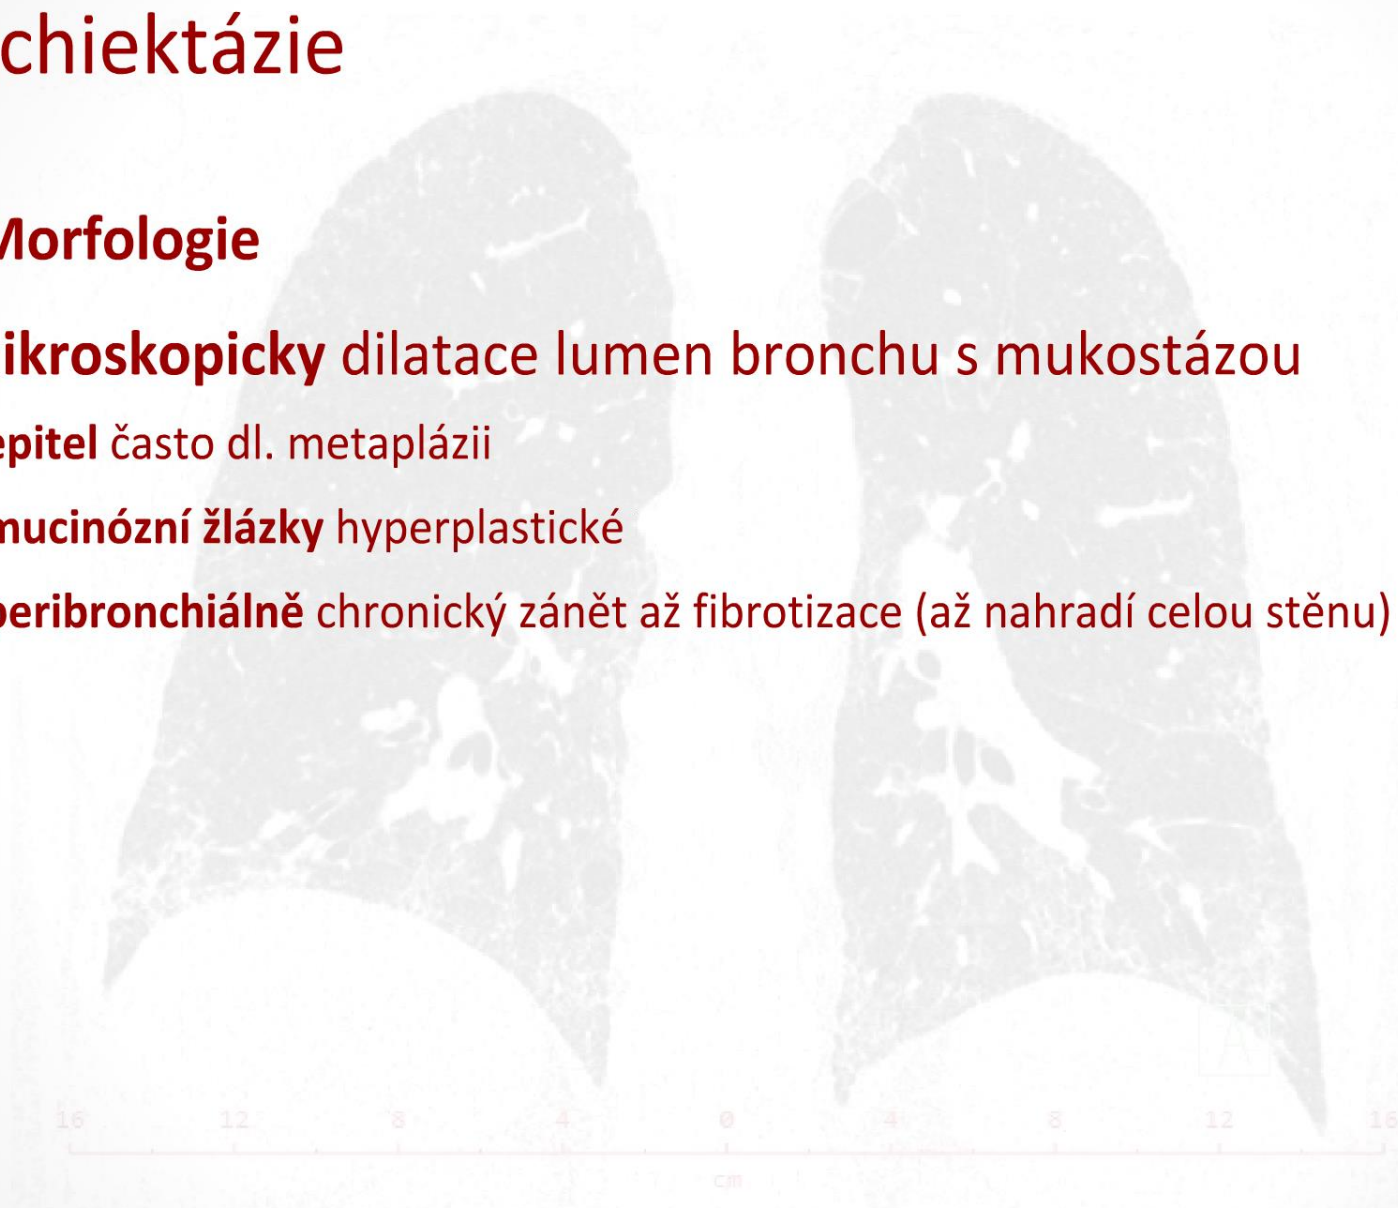 chiektázie
Morfologie
ikroskopicky dilatace lumen bronchu s mukostázou
epitel často dl. metaplázii
mucinózní žlázky hyperplastické
peribronchiálně chronický zánět až fibrotizace (až nahradí celou stěnu)
A
16 12 8 4 0 4 8 12 16
cm